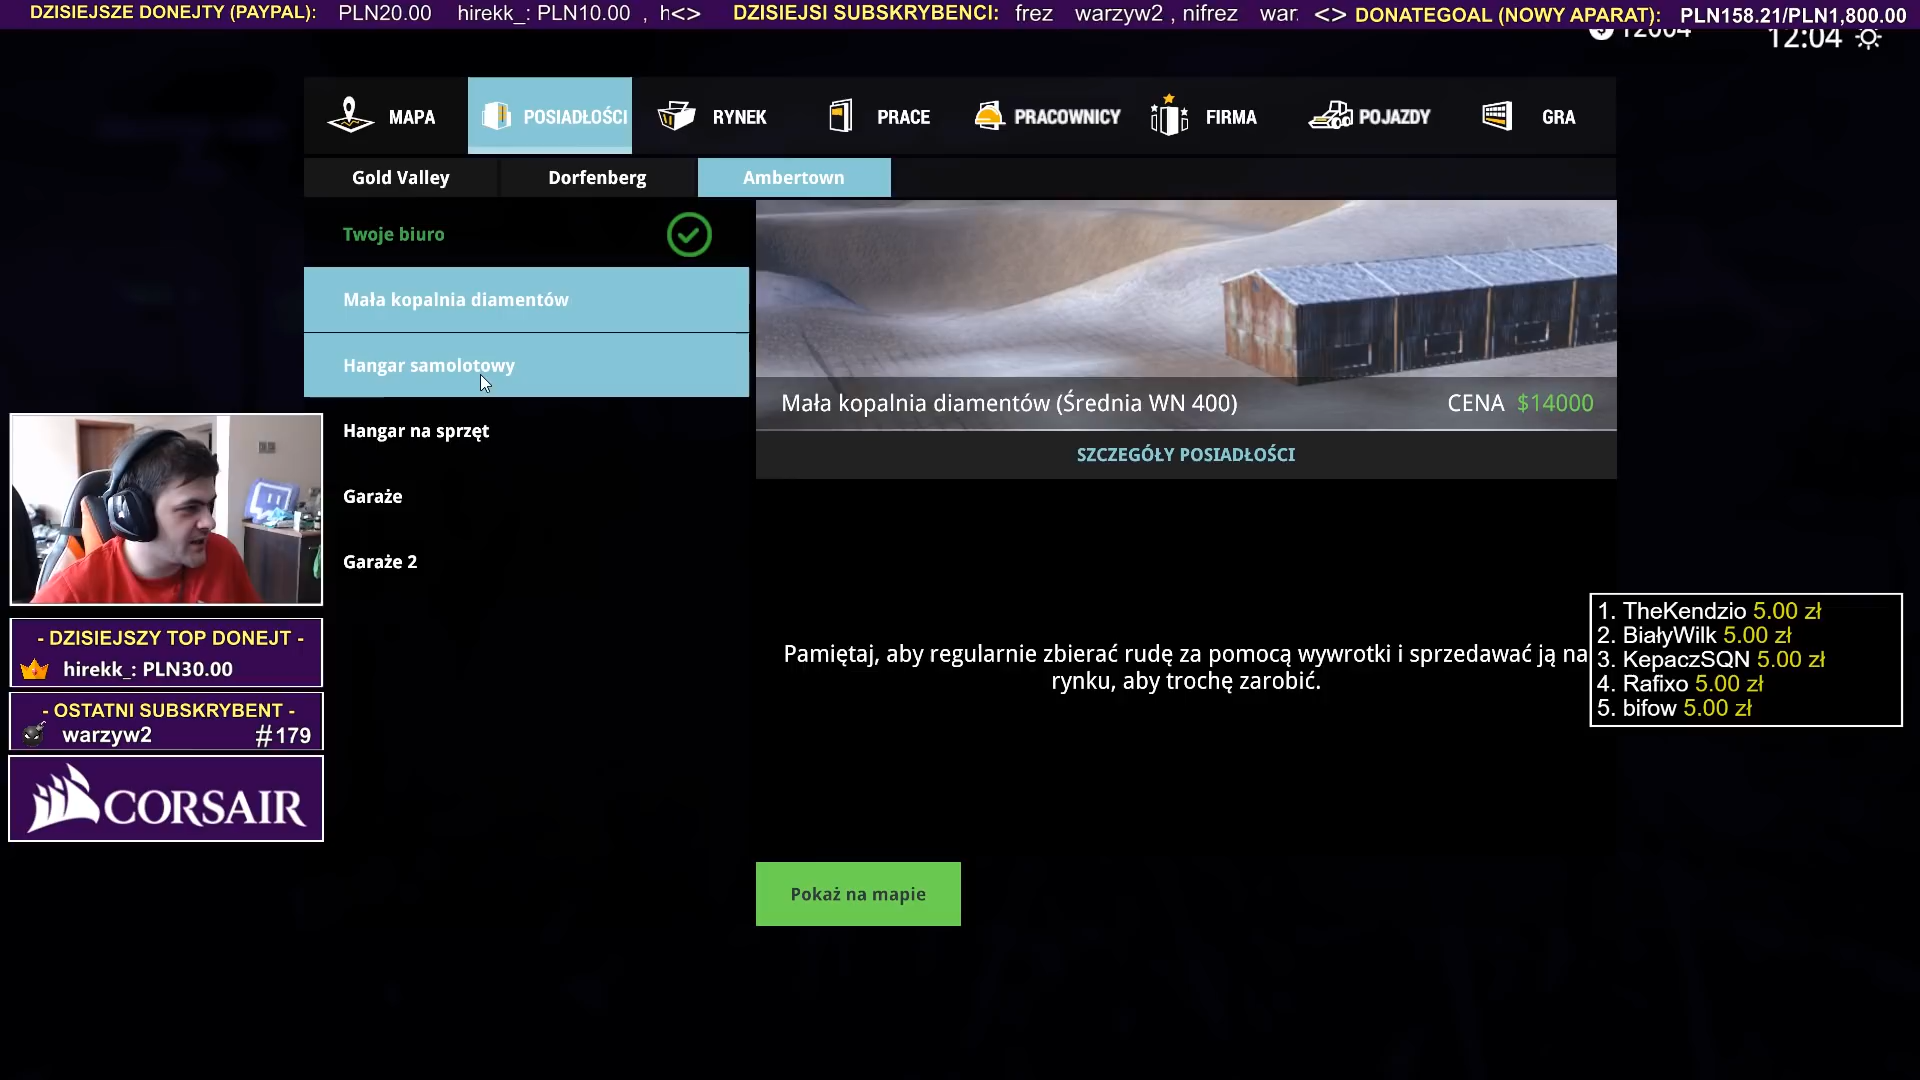 DZISIEJSZE DONEJTY (PAYPAL): PLN20.00 hirekk_: PLN10.00 , h<> DZISIEJSI SUBSKRYBENCI: frez warzyw2 , nifrez war. <> DONATEGOAL (NOWY APARAT): PLN158.21/PLN1,800.00
12:04
MAPA POSIADŁOŚCI RYNEK PRACE PRACOWNICY FIRMA POJAZDY GRA
Gold Valley Dorfenberg Ambertown
Twoje biuro
Mała kopalnia diamentów
Hangar samolotowy
Hangar na sprzęt
Garaże
Garaże 2
Mała kopalnia diamentów (Średnia WN 400) CENA $14000
SZCZEGÓŁY POSIADŁOŚCI
Pamiętaj, aby regularnie zbierać rudę za pomocą wywrotki i sprzedawać ją na
rynku, aby trochę zarobić.
Pokaż na mapie
- DZISIEJSZY TOP DONEJT -
hirekk_: PLN30.00
- OSTATNI SUBSKRYBENT -
warzyw2 #179
CORSAIR
1. TheKendzio 5.00 zł
2. BiałyWilk 5.00 zł
3. KepaczSQN 5.00 zł
4. Rafixo 5.00 zł
5. bifow 5.00 zł